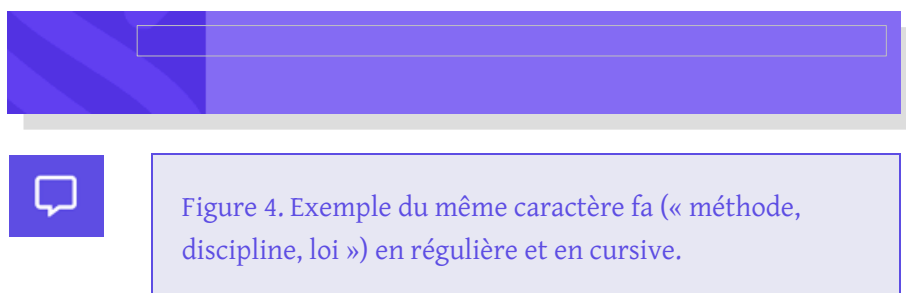 Figure 4. Exemple du même caractère fa (« méthode,
discipline, loi ») en régulière et en cursive.